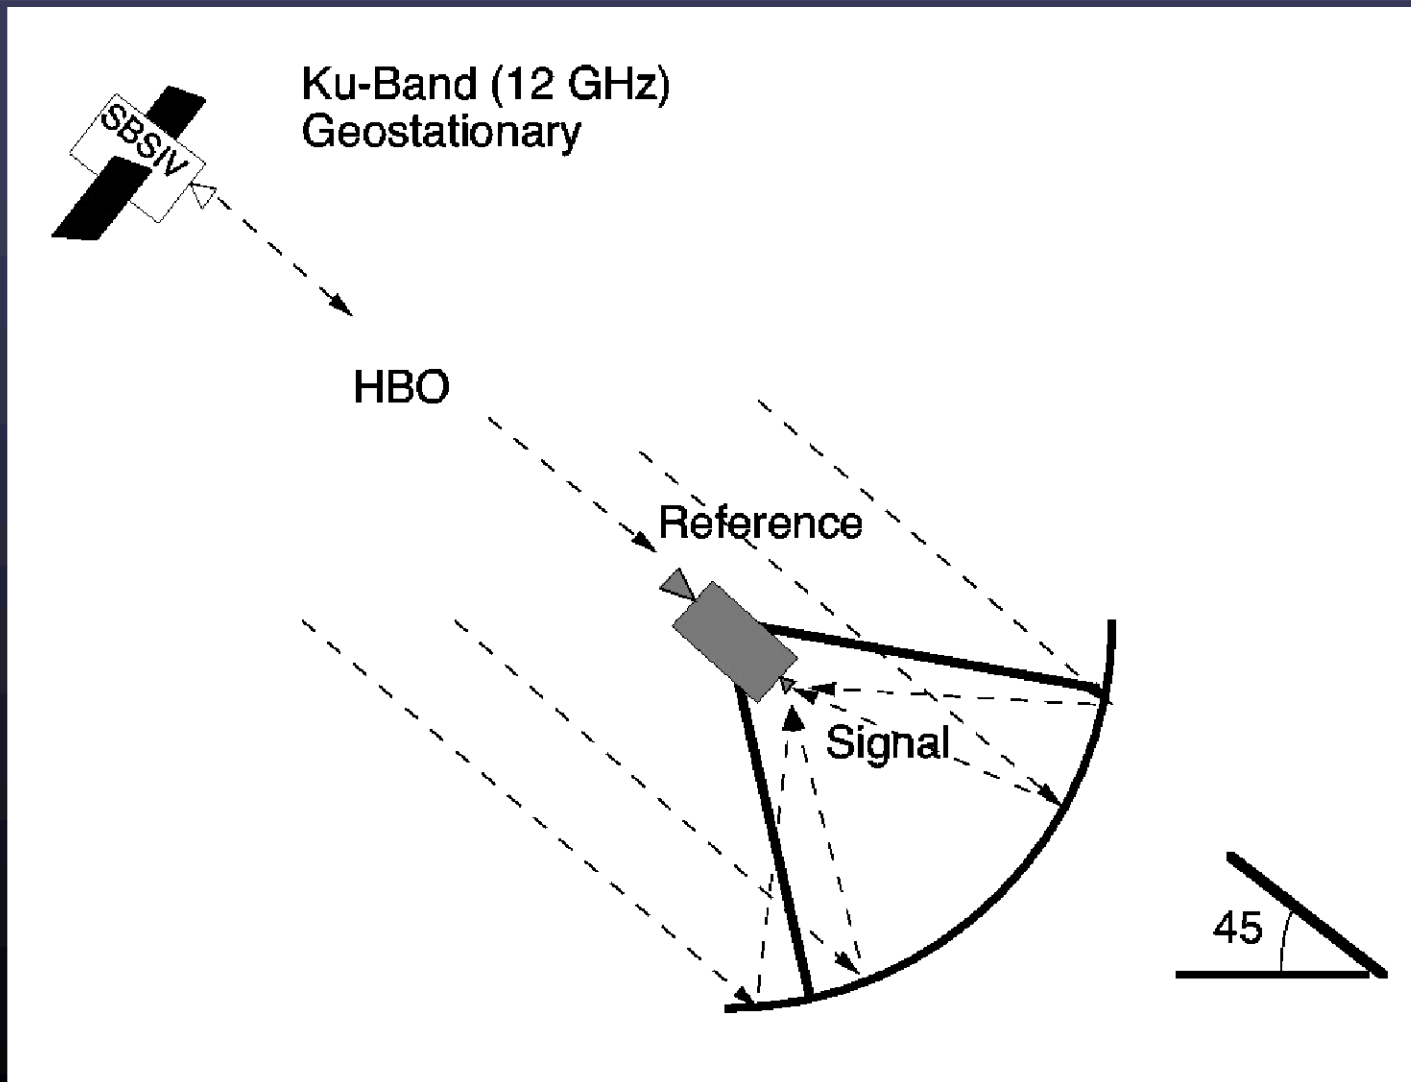 Ku-Band (12 GHz)
Geostationary
SBSIV
HBO
Reference
Signal
45